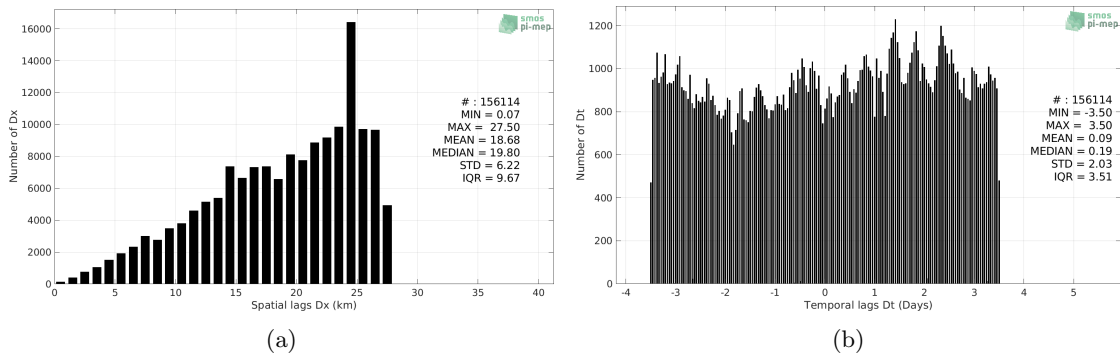 smos
pi-mep
16000
14000
12000
10000
8000
6000
4000
2000
0
Number of Dx
# : 156114
MIN = 0.07
MAX = 27.50
MEAN = 18.68
MEDIAN = 19.80
STD = 6.22
IQR = 9.67
0 5 10 15 20 25 30 35 40
Spatial lags Dx (km)
(a)
smos
pi-mep
1200
1000
800
600
400
200
0
Number of Dt
# : 156114
MIN = -3.50
MAX = 3.50
MEAN = 0.09
MEDIAN = 0.19
STD = 2.03
IQR = 3.51
-4 -3 -2 -1 0 1 2 3 4 5
Temporal lags Dt (Days)
(b)